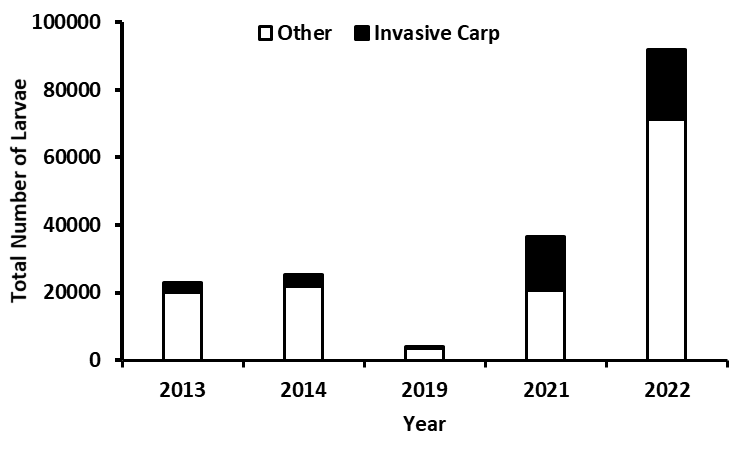 100000
80000
60000
40000
20000
0
Total Number of Larvae
Other
Invasive Carp
2013
2014
2019
2021
2022
Year